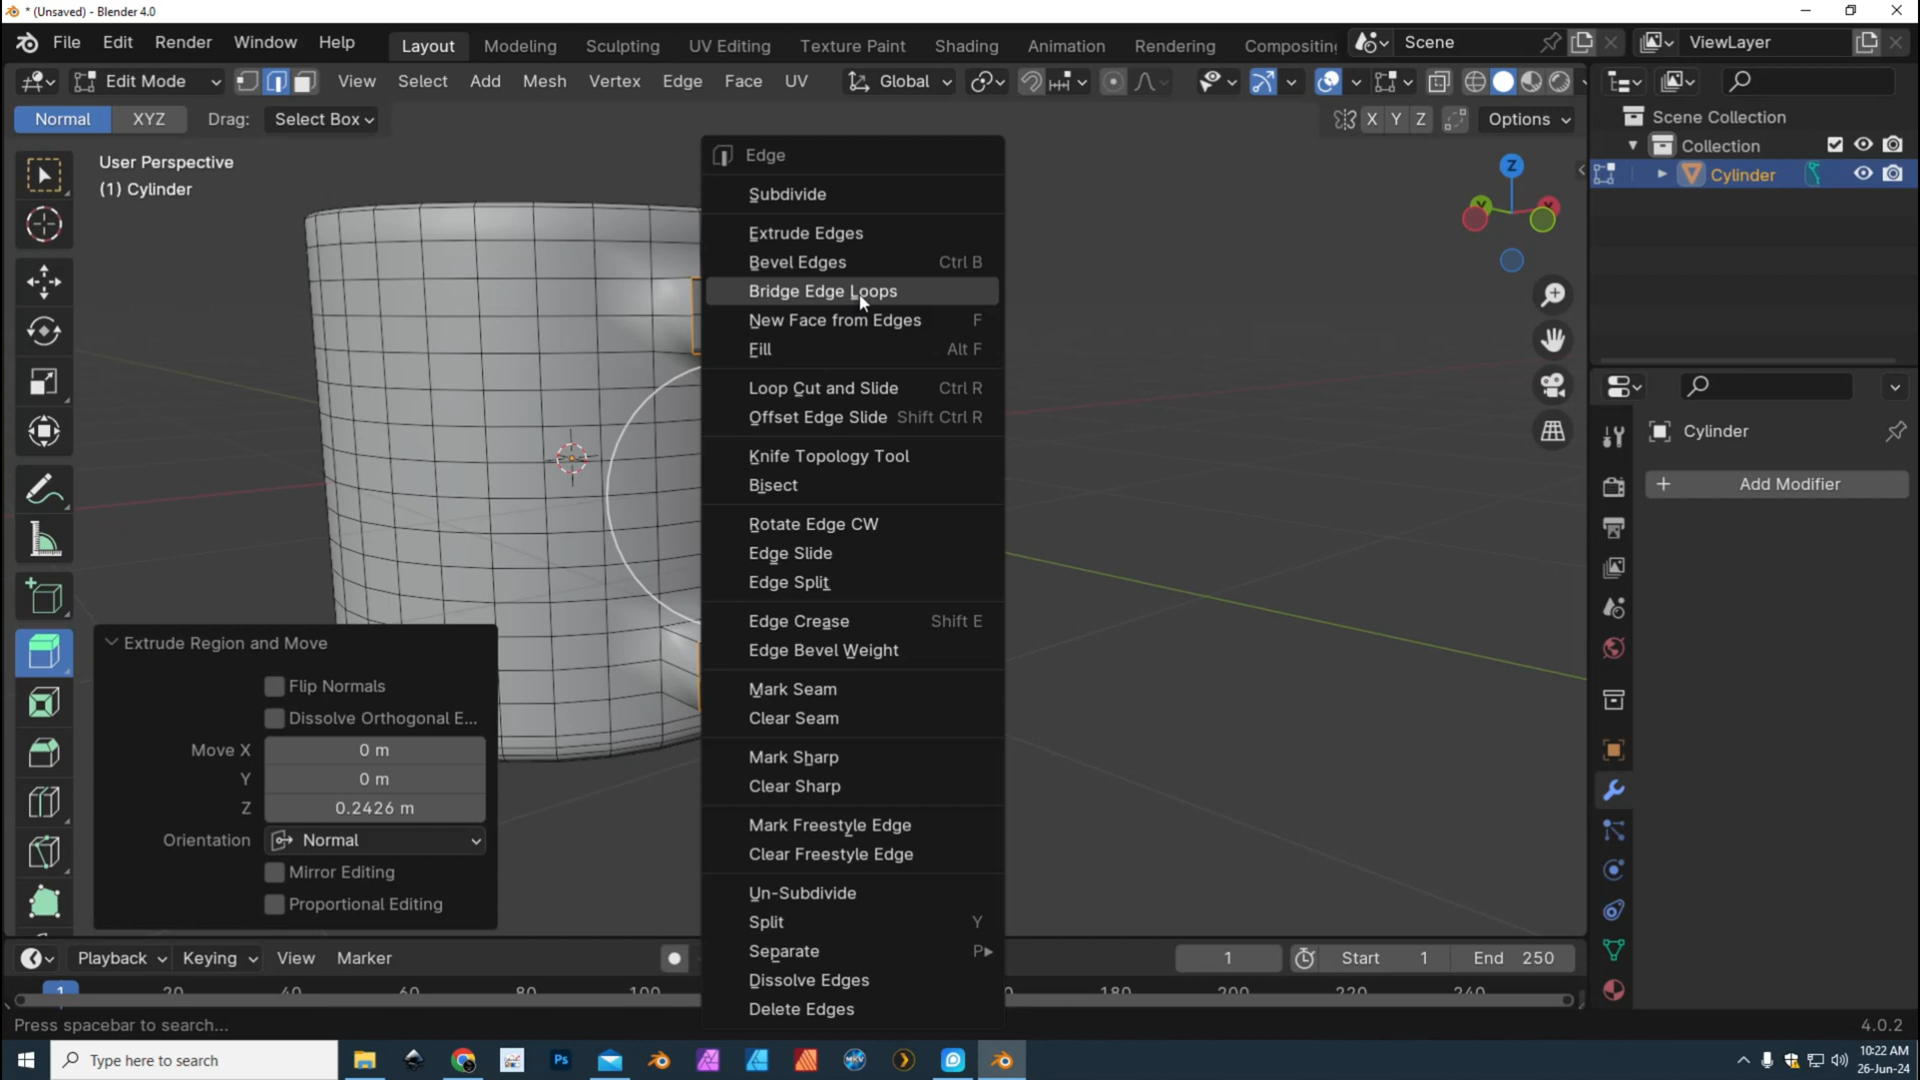 * (Unsaved) - Blender 4.0
File Edit Render Window Help Layout Modeling Sculpting UV Editing Texture Paint Shading Animation Rendering Compositing Scene ViewLayer
Edit Mode View Select Add Mesh Vertex Edge Face UV Global
Normal XYZ Drag: Select Box X Y Z Options
Scene Collection
Collection
Cylinder
User Perspective
(1) Cylinder
Z
Y
X
Edge
Subdivide
Extrude Edges
Bevel Edges Ctrl B
Bridge Edge Loops
New Face from Edges F
Fill Alt F
Loop Cut and Slide Ctrl R
Offset Edge Slide Shift Ctrl R
Knife Topology Tool
Bisect
Rotate Edge CW
Edge Slide
Edge Split
Edge Crease Shift E
Edge Bevel Weight
Mark Seam
Clear Seam
Mark Sharp
Clear Sharp
Mark Freestyle Edge
Clear Freestyle Edge
Un-Subdivide
Split Y
Separate P
Dissolve Edges
Delete Edges
Cylinder
Add Modifier
Extrude Region and Move
Flip Normals
Dissolve Orthogonal E...
Move X 0 m
Y 0 m
Z 0.2426 m
Orientation Normal
Mirror Editing
Proportional Editing
Playback Keying View Marker 1 Start 1 End 250
1 20 40 60 80 100 180 200 220 240
Press spacebar to search... 4.0.2
Type here to search
Ps
MKV
10:22 AM
26-Jun-24